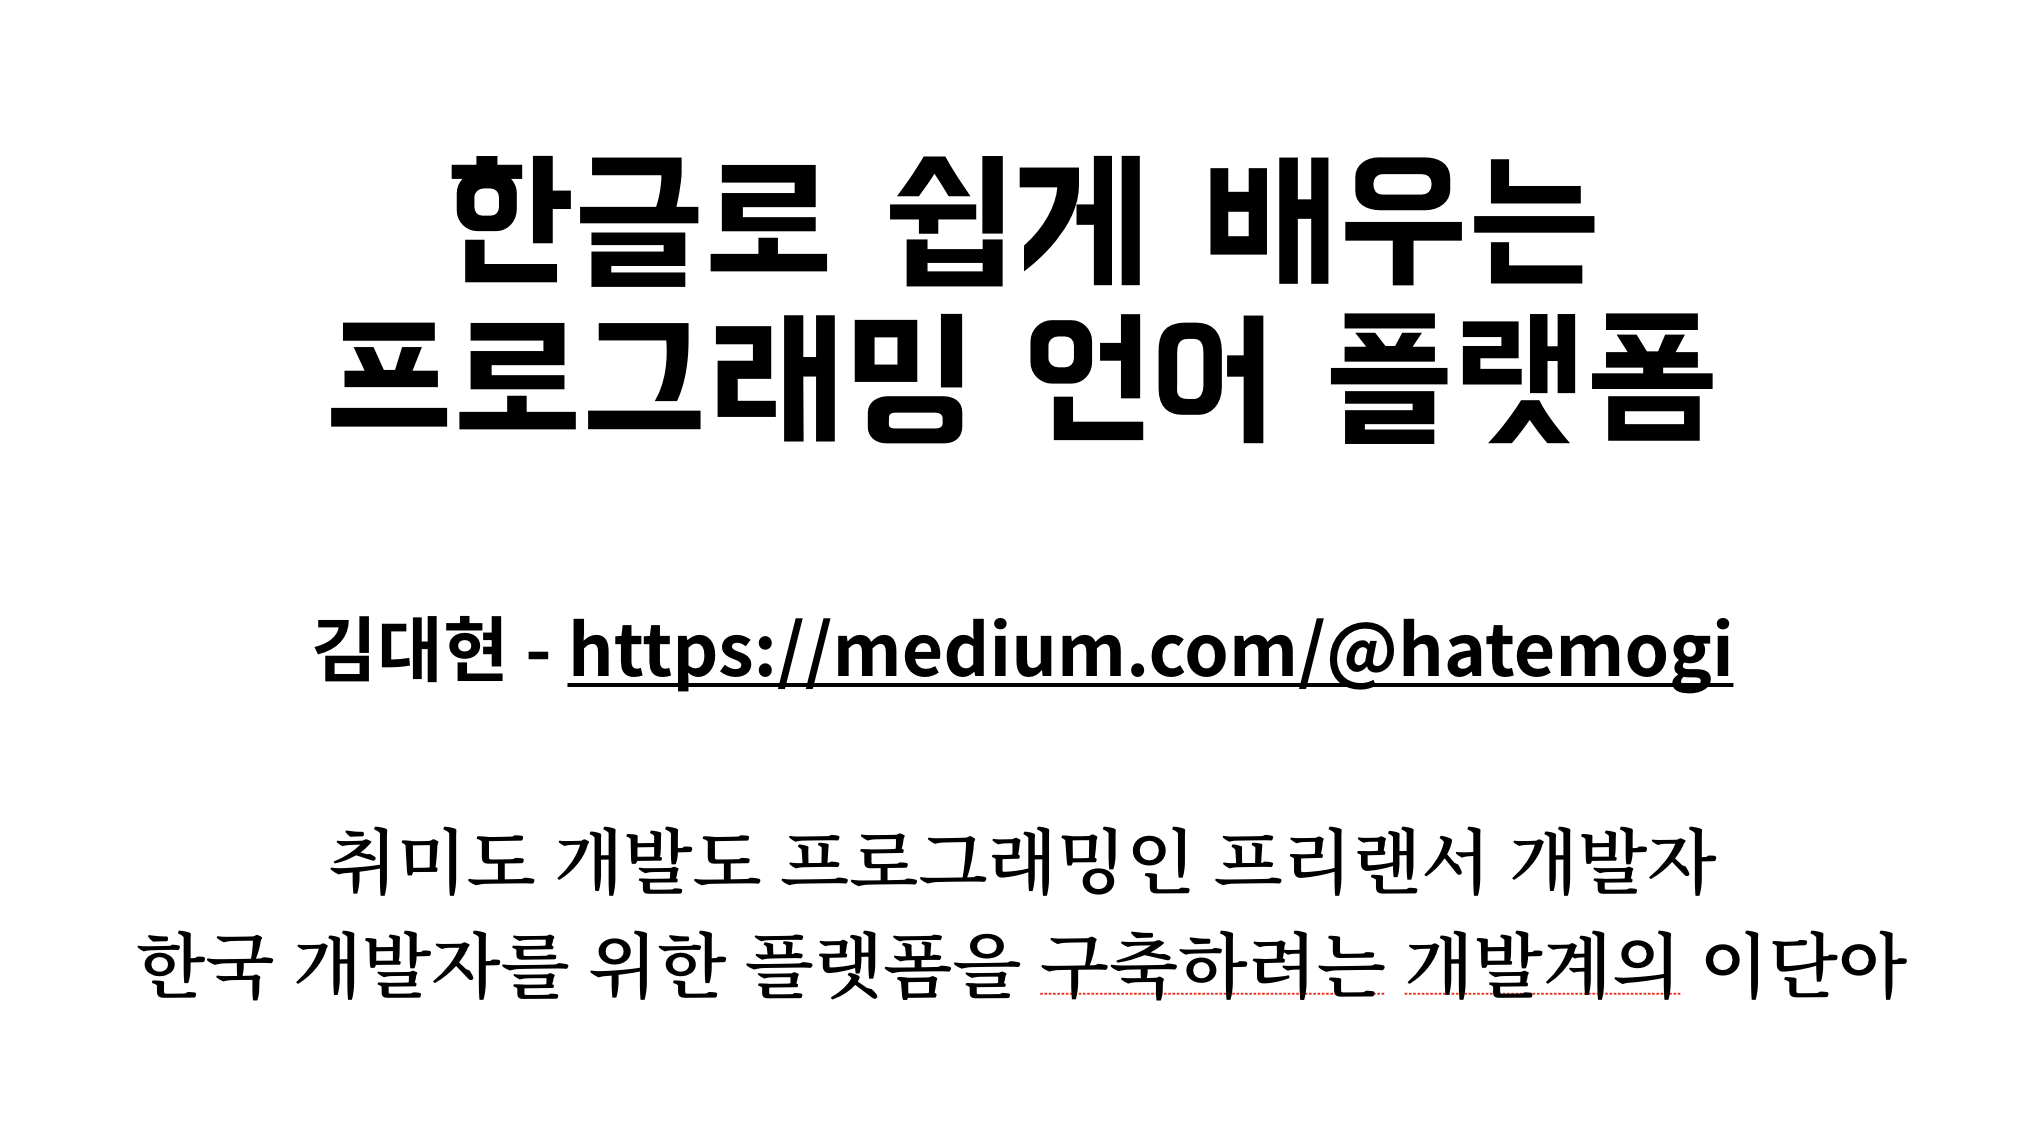 한글로 쉽게 배우는
프로그래밍 언어 플랫폼
김대현 - https://medium.com/@hatemogi
취미도 개발도 프로그래밍인 프리랜서 개발자
한국 개발자를 위한 플랫폼을 구축하려는 개발계의 이단아